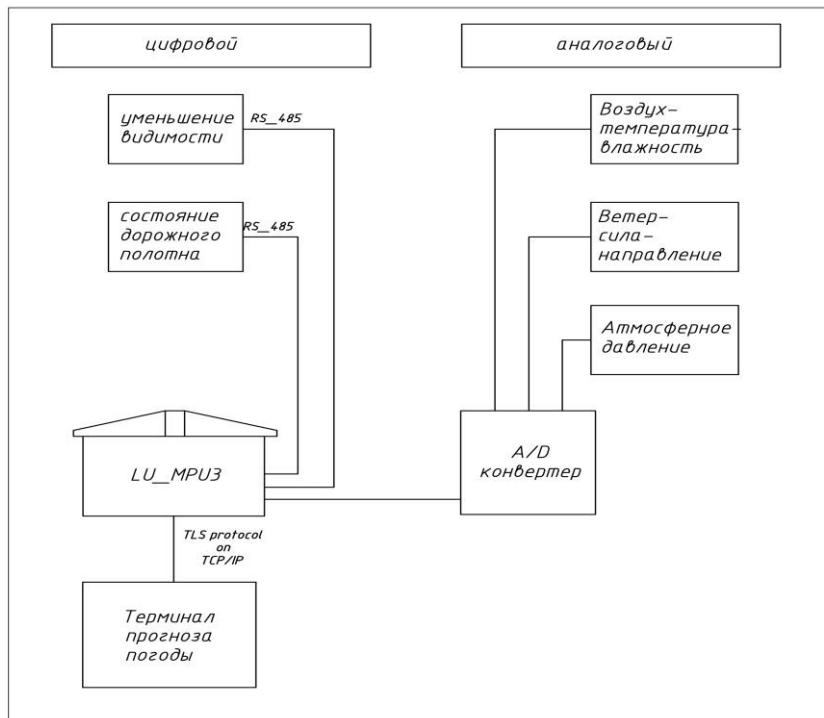 цифровой
аналоговый
уменьшение
видимости
RS_485
состояние
дорожного
полотна
RS_485
Воздух-
температура-
влажность
Ветер-
сила-
направление
Атмосферное
давление
LU_MPU3
A/D
конвертер
TLS protocol
on
TCP/IP
Терминал
прогноза
погоды